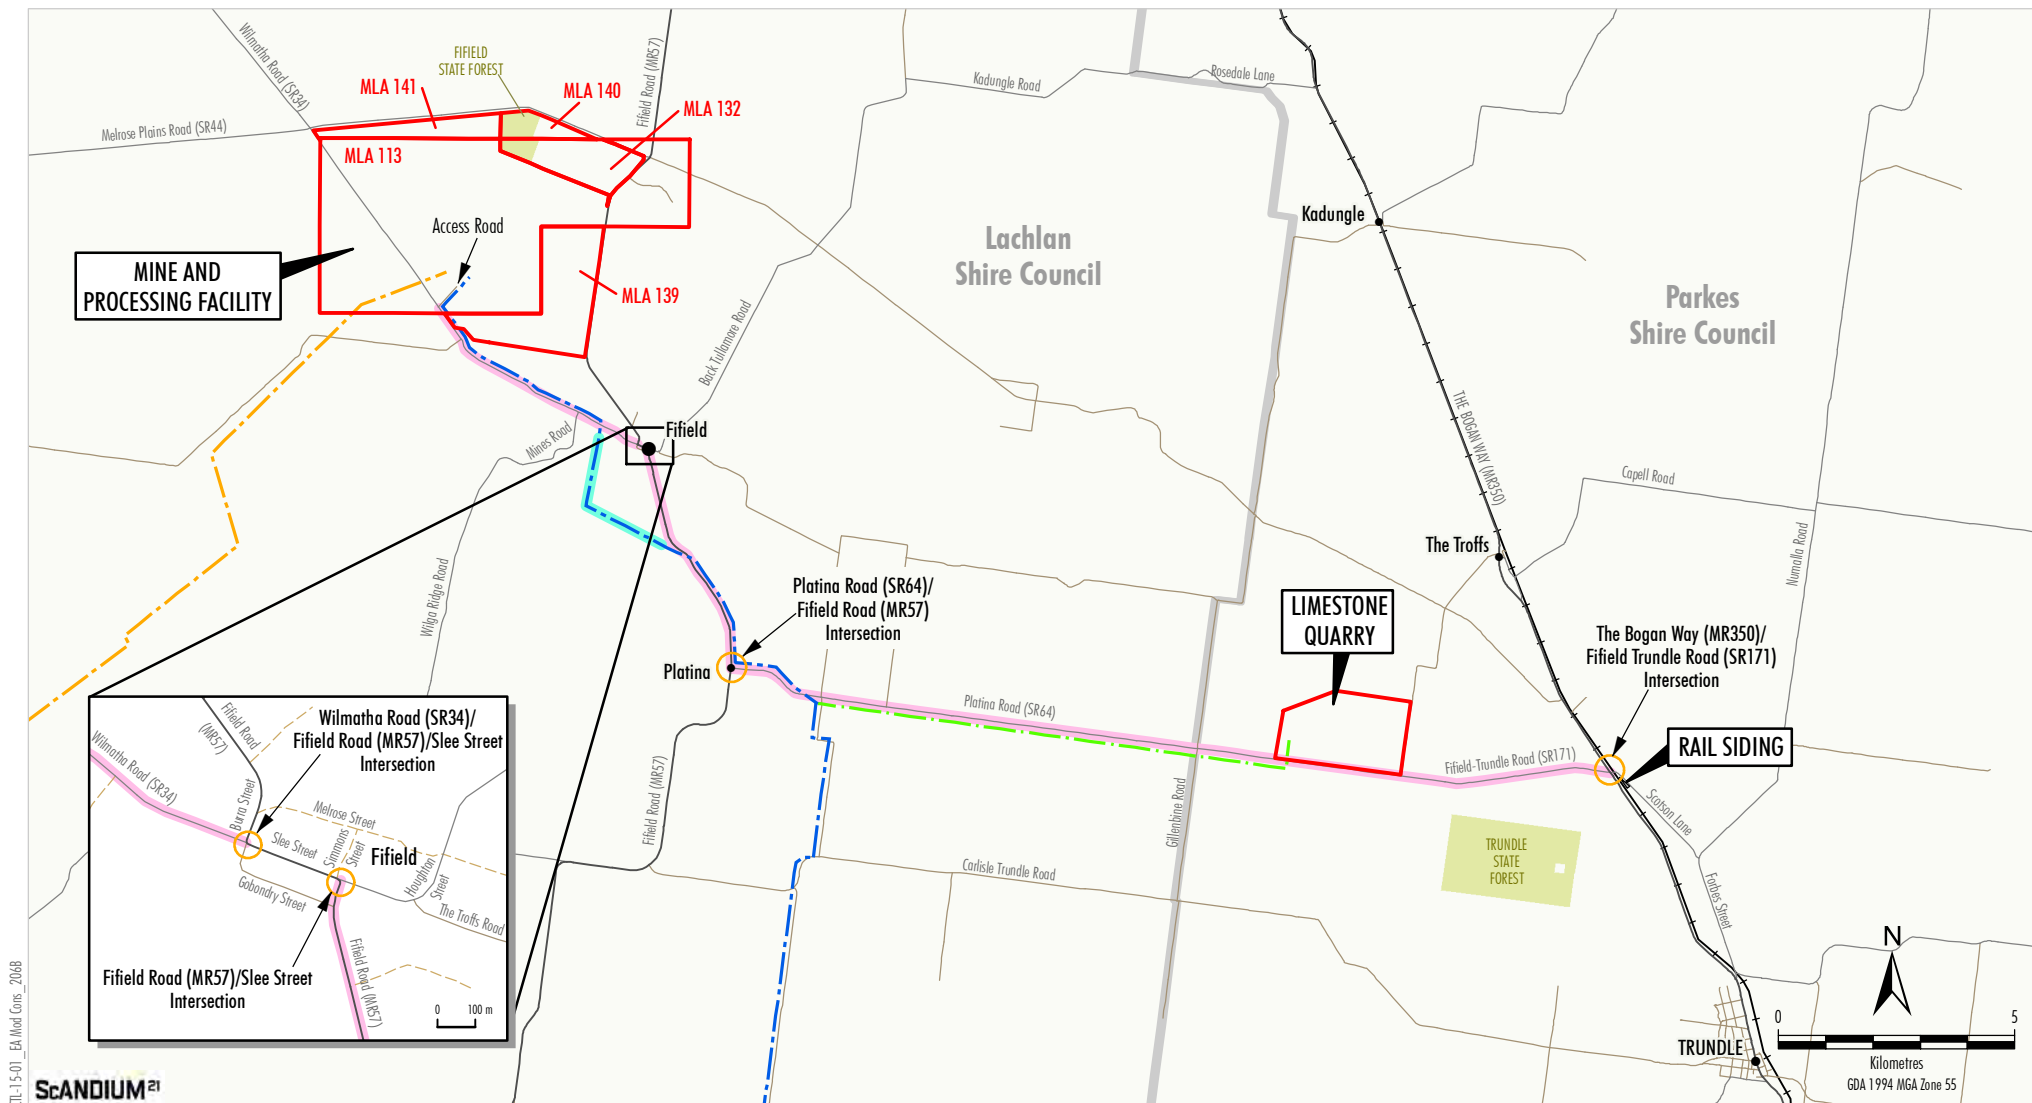 Wilmatha Road (SR34)
FIFIELD
STATE FOREST
Fifield Road (MR57)
MLA 141
MLA 140
MLA 132
Melrose Plains Road (SR44)
MLA 113
Kadungle Road
Rosedale Lane
Access Road
Kadungle
Lachlan
Shire Council
MINE AND
PROCESSING FACILITY
MLA 139
Parkes
Shire Council
Back Tullamore Road
THE BOGAN WAY (MR350)
Mines Road
Fifield
Capell Road
The Troffs
Numalla Road
Wilga Ridge Road
Platina Road (SR64)/
Fifield Road (MR57)
Intersection
LIMESTONE
QUARRY
The Bogan Way (MR350)/
Fifield Trundle Road (SR171)
Intersection
Platina
Platina Road (SR64)
RAIL SIDING
Fifield-Trundle Road (SR171)
Fifield Road (MR57)
Gillenbine Road
Scotson Lane
TRUNDLE
STATE
FOREST
Carlisle Trundle Road
Forbes Street
Fifield Road
(MR57)
Wilmatha Road (SR34)/
Fifield Road (MR57)/Slee Street
Intersection
Wilmatha Road (SR34)
Burra Street
Melrose Street
Slee Street
Simmons
Street
Fifield
Houghton
Street
Gobondry Street
The Troffs Road
Fifield Road (MR57)/Slee Street
Intersection
Fifield Road (MR57)
0 100 m
N
0 5
Kilometres
GDA 1994 MGA Zone 55
TRUNDLE
SCANDIUM21
CTL-15-01_EA Mod Cons_206B